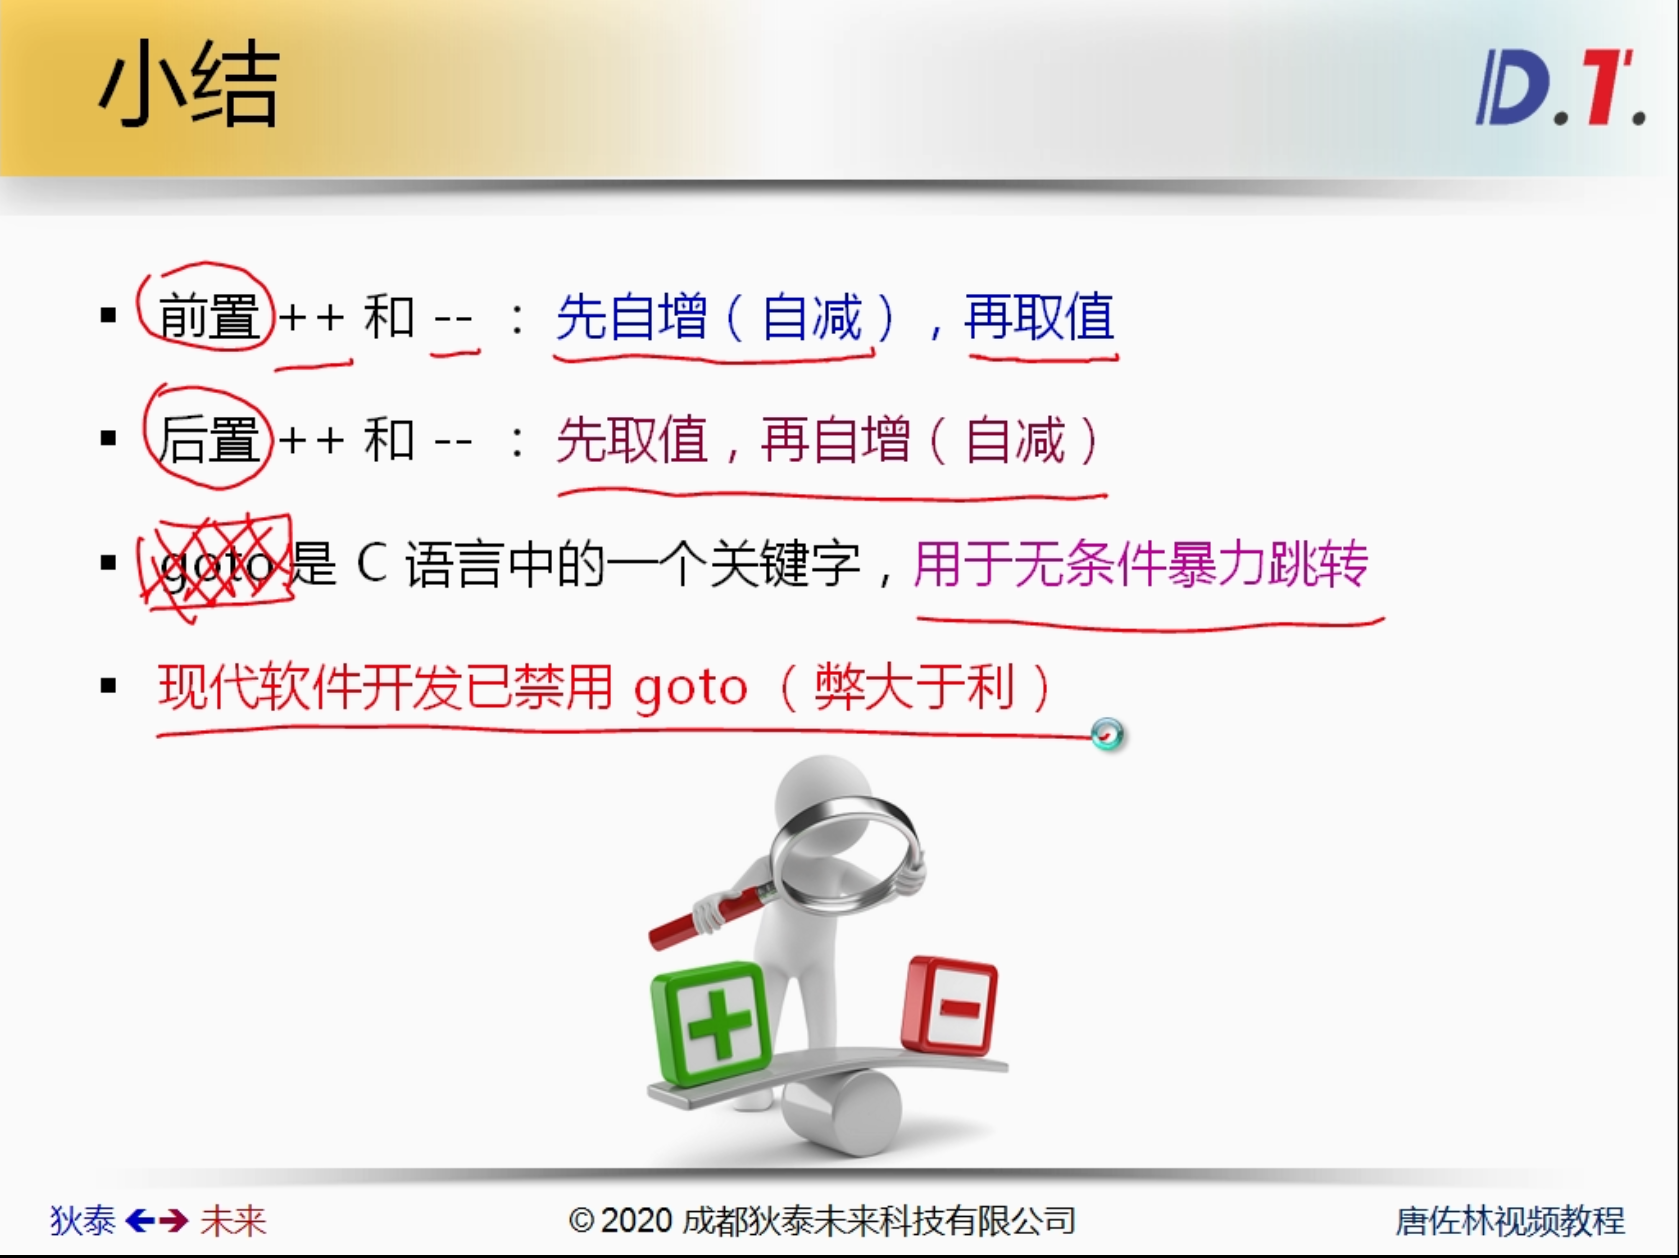 小结
D.T.
前置++ 和 -- ：先自增（自减），再取值
后置++ 和 -- ：先取值，再自增（自减）
goto是 C 语言中的一个关键字，用于无条件暴力跳转
现代软件开发已禁用 goto （弊大于利）
狄泰 未来
©2020 成都狄泰未来科技有限公司
唐佐林视频教程